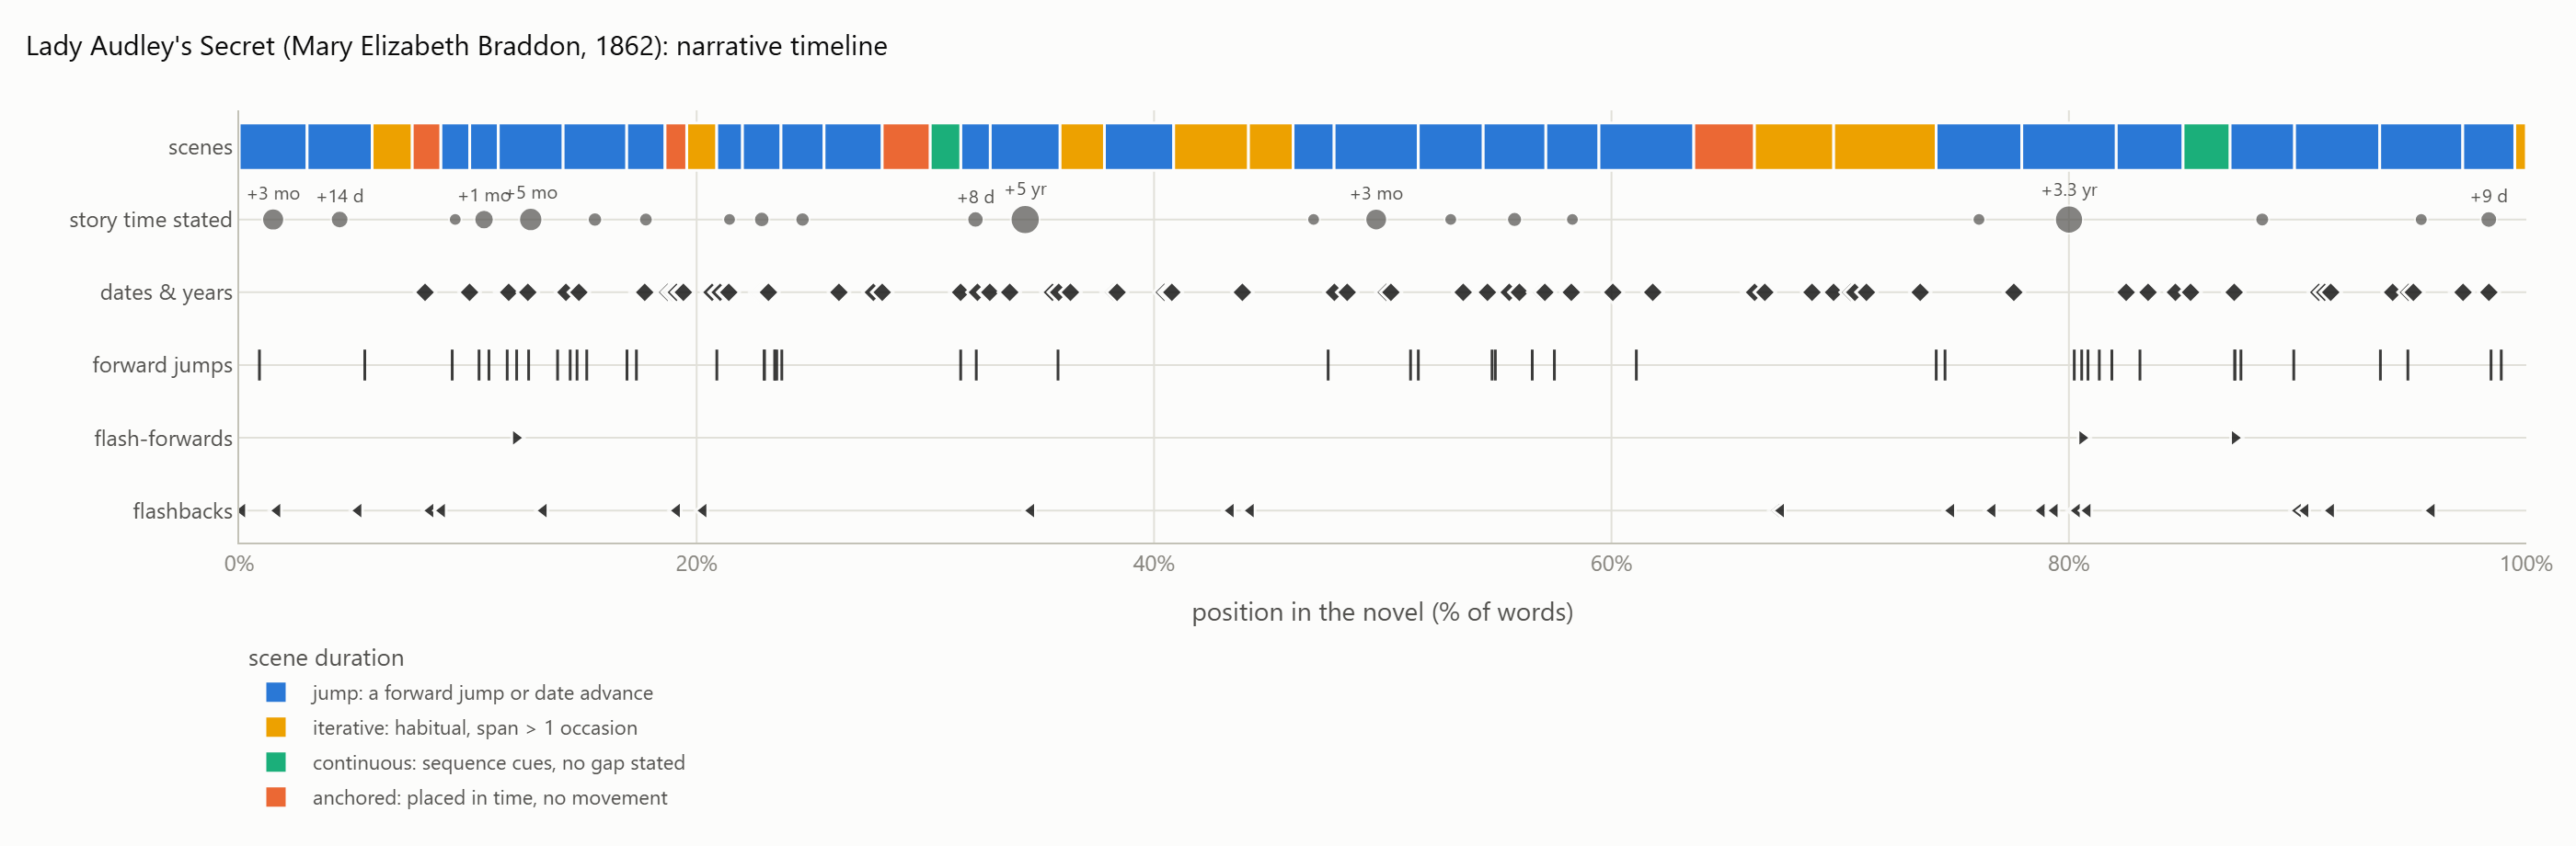 Lady Audley's Secret (Mary Elizabeth Braddon, 1862): narrative timeline
scenes
+3 mo +14 d +1 mo +5 mo +8 d +5 yr +3 mo +3.3 yr +9 d
story time stated
dates & years
forward jumps
flash-forwards
flashbacks
0% 20% 40% 60% 80% 100%
position in the novel (% of words)
scene duration
jump: a forward jump or date advance
iterative: habitual, span > 1 occasion
continuous: sequence cues, no gap stated
anchored: placed in time, no movement